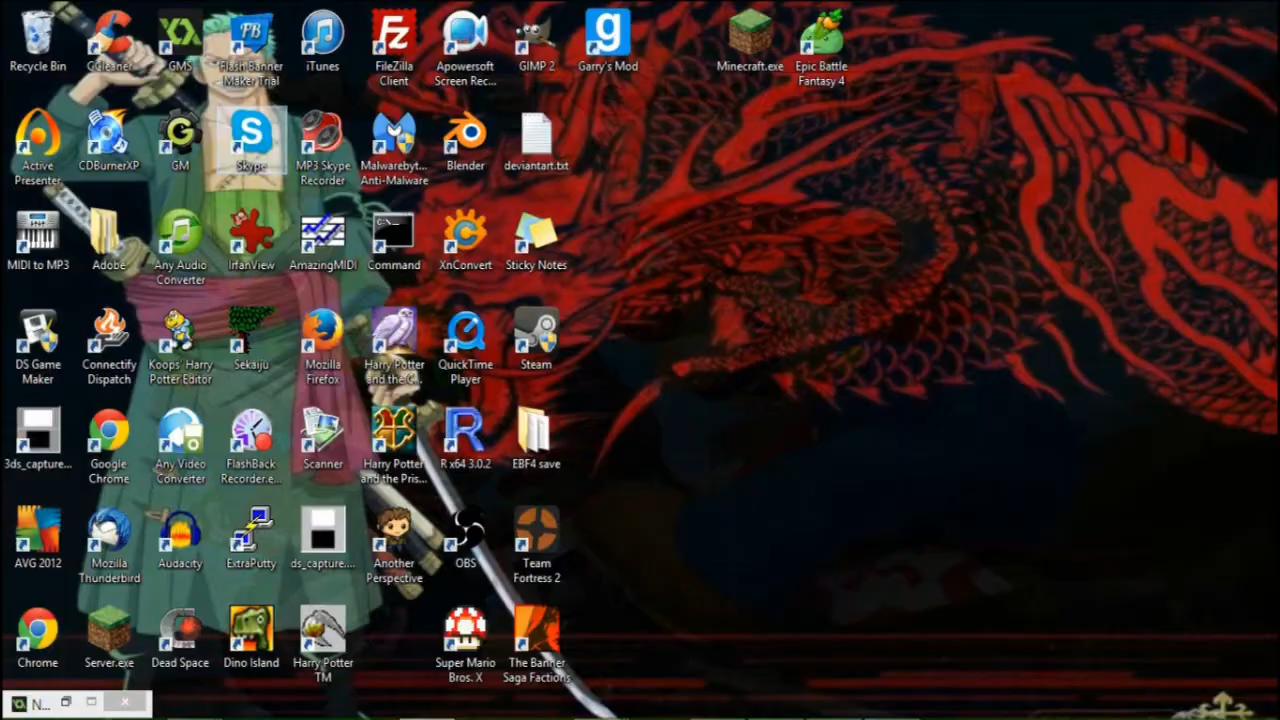 Recycle Bin
CCleaner
GMS
Flash Banner
Maker Trial
iTunes
FileZilla
Client
Apowersoft
Screen Rec...
GIMP 2
Garry's Mod
Minecraft.exe
Epic Battle
Fantasy 4
Active
Presenter
CDBurnerXP
GM
Skype
MP3 Skype
Recorder
Malwarebyt...
Anti-Malware
Blender
deviantart.txt
MIDI to MP3
Adobe
Any Audio
Converter
IrfanView
AmazingMIDI
Command
XnConvert
Sticky Notes
DS Game
Maker
Connectify
Dispatch
Koops' Harry
Potter Editor
Sekaiju
Mozilla
Firefox
Harry Potter
and the C...
QuickTime
Player
Steam
3ds_capture...
Google
Chrome
Any Video
Converter
FlashBack
Recorder.e...
Scanner
Harry Potter
and the Pris...
R x64 3.0.2
EBF4 save
AVG 2012
Mozilla
Thunderbird
Audacity
ExtraPutty
ds_capture....
Another
Perspective
OBS
Team
Fortress 2
Chrome
Server.exe
Dead Space
Dino Island
Harry Potter
TM
Super Mario
Bros. X
The Banner
Saga Factions
N...